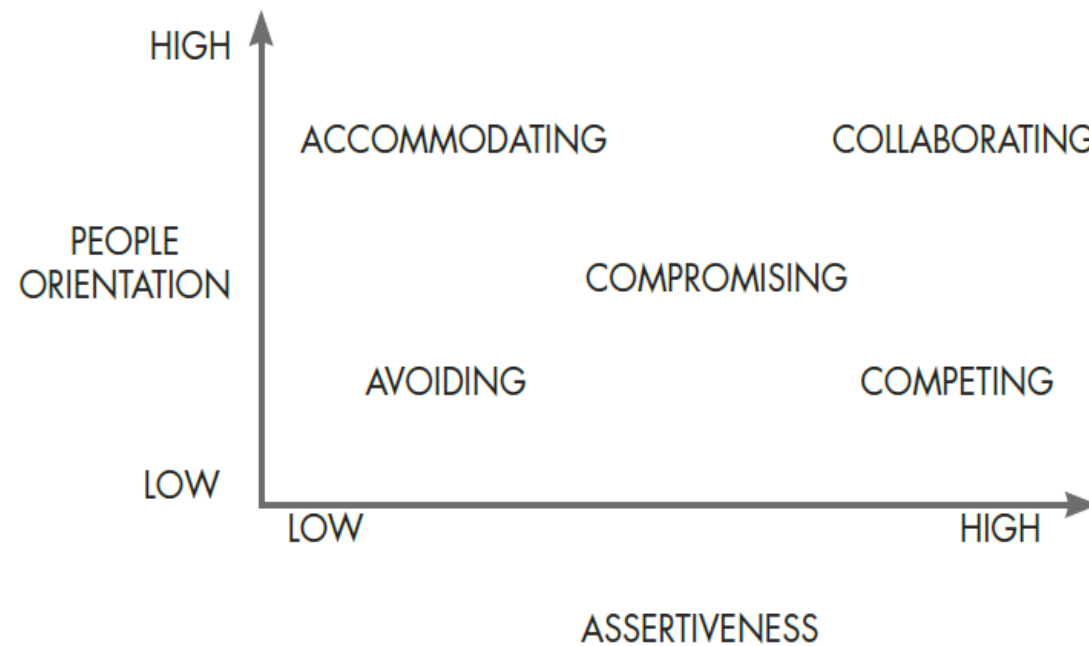 HIGH
ACCOMMODATING
COLLABORATING
PEOPLE
ORIENTATION
COMPROMISING
AVOIDING
COMPETING
LOW
LOW
HIGH
ASSERTIVENESS